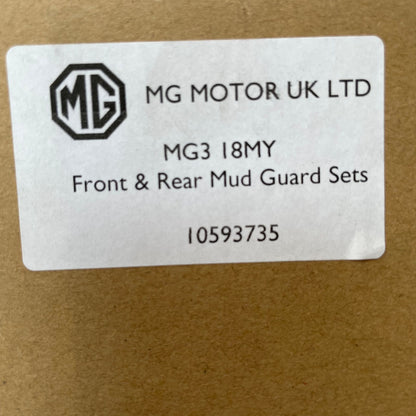 MG MG MOTOR UK LTD
MG3 18MY
Front & Rear Mud Guard Sets
10593735